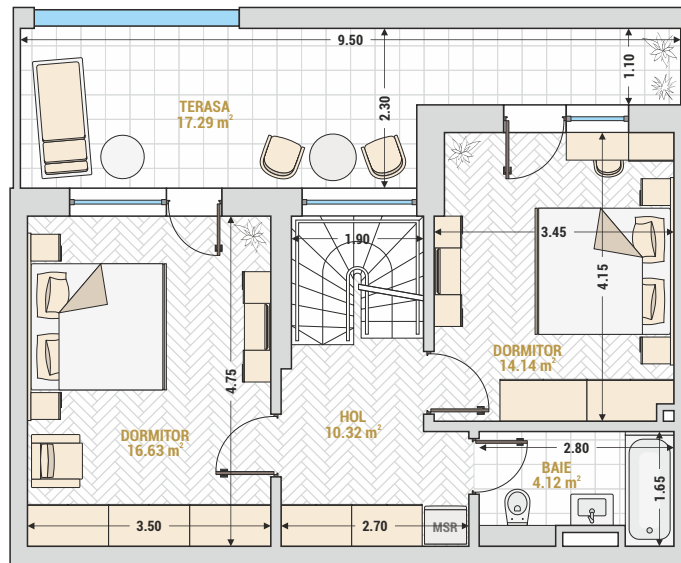 9.50
1.10
2.30
TERASA
17.29 m²
1.90
3.45
4.15
DORMITOR
14.14 m²
4.75
HOL
10.32 m²
DORMITOR
16.63 m²
2.80
BAIE
4.12 m²
1.65
3.50
2.70
MSR